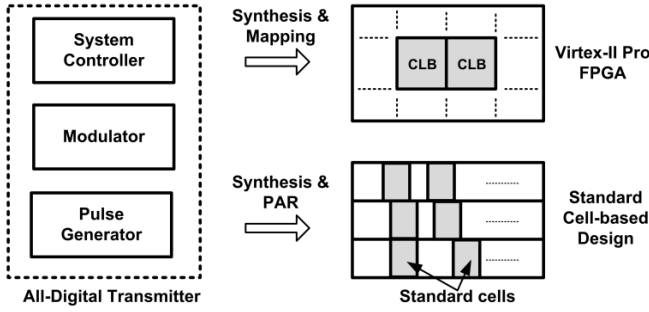 System
Controller
Modulator
Pulse
Generator
All-Digital Transmitter
Synthesis &
Mapping
Synthesis &
PAR
CLB
CLB
Virtex-II Pro
FPGA
Standard
Cell-based
Design
Standard cells